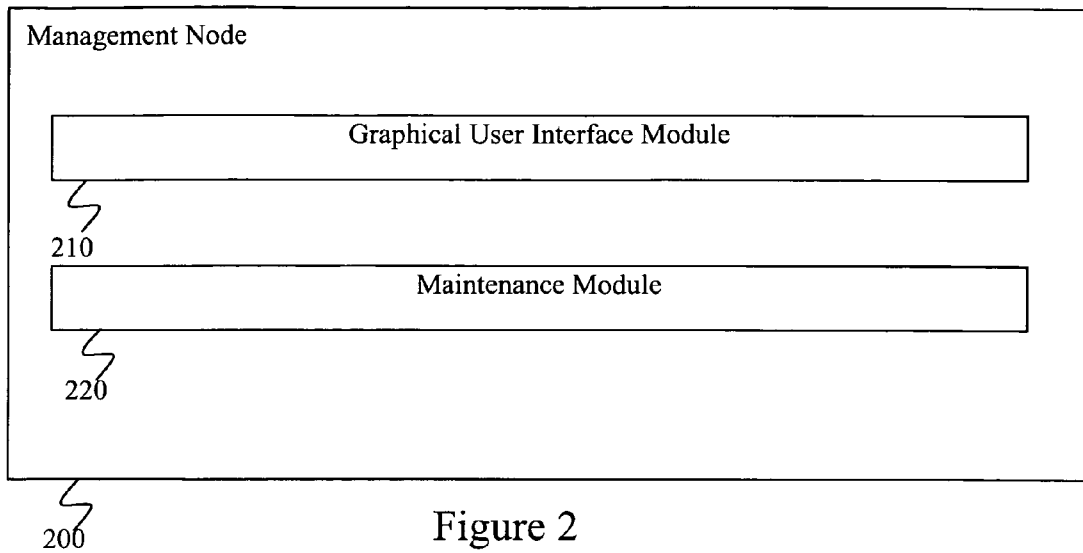 Management Node
Graphical User Interface Module
210
Maintenance Module
220
200
Figure 2